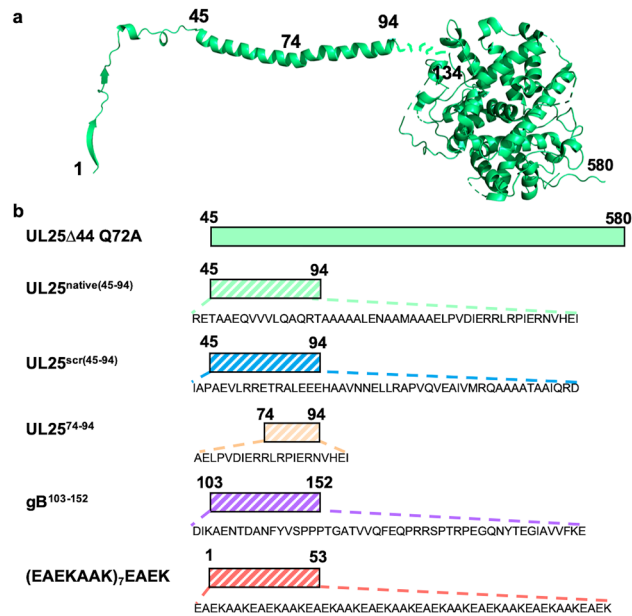 a
45
74
94
134
1
580
b
45 580
UL25Δ44 Q72A
45 94
UL25native(45-94)
RETAAEQVVVLQAQRTAAAAALENAAMAAAELPVDIERRLRPIERNVHEI
45 94
UL25scr(45-94)
IAPAEVLRRETRALEEEHAAVNNELLRAPVQVEAIVMRQAAAATAAIQRD
74 94
UL2574-94
AELPVDIERRLRPIERNVHEI
103 152
gB103-152
DIKAENTDANFYVSPPPTGATVVQFEQPRRSPTRPEGQNYTEGIAVVFKE
1 53
(EAEKAAK)7EAEK
EAEKAAKEAEKAAKEAEKAAKEAEKAAKEAEKAAKEAEKAAKEAEKAAKEAEK